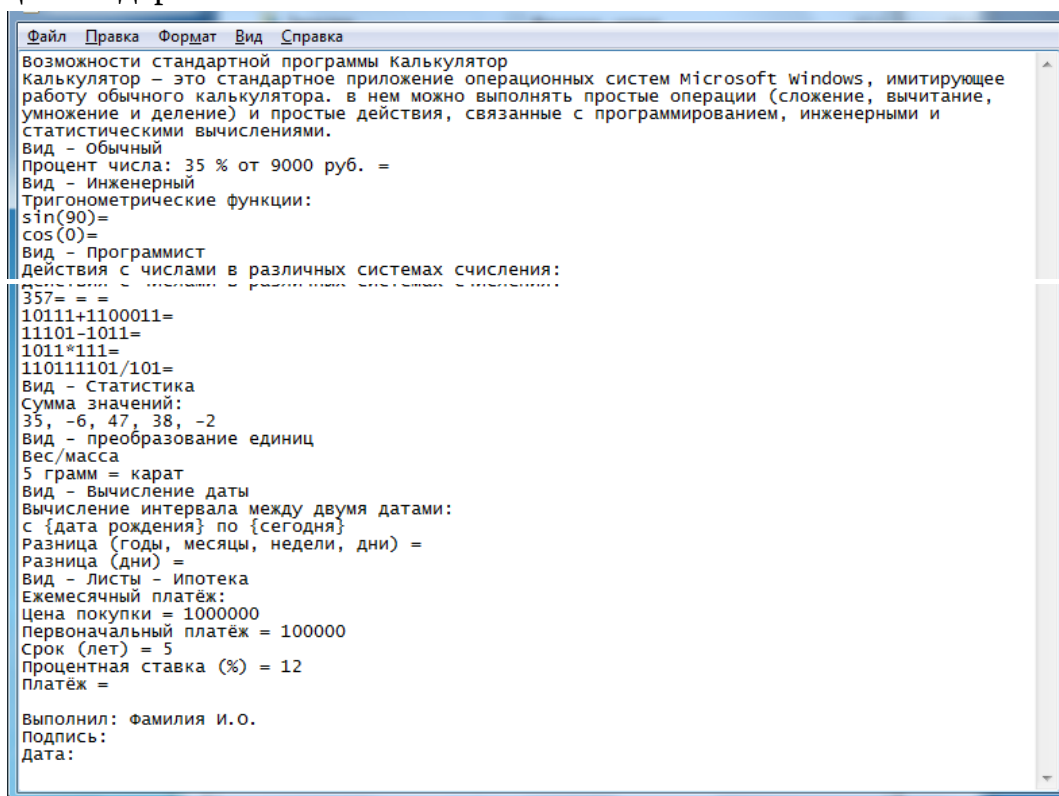 Файл Правка Формат Вид Справка
Возможности стандартной программы Калькулятор
Калькулятор – это стандартное приложение операционных систем Microsoft Windows, имитирующее
работу обычного калькулятора. в нем можно выполнять простые операции (сложение, вычитание,
умножение и деление) и простые действия, связанные с программированием, инженерными и
статистическими вычислениями.
Вид – Обычный
Процент числа: 35 % от 9000 руб. =
Вид – Инженерный
Тригонометрические функции:
sin(90)=
cos(0)=
Вид – Программист
Действия с числами в различных системах счисления:
Действия с числами в различных системах счисления:
357= = =
10111+1100011=
11101-1011=
1011*111=
110111101/101=
Вид – Статистика
Сумма значений:
35, -6, 47, 38, -2
Вид – преобразование единиц
Вес/масса
5 грамм = карат
Вид – Вычисление даты
Вычисление интервала между двумя датами:
с {дата рождения} по {сегодня}
Разница (годы, месяцы, недели, дни) =
Разница (дни) =
Вид – Листы – Ипотека
Ежемесячный платёж:
Цена покупки = 1000000
Первоначальный платёж = 100000
Срок (лет) = 5
Процентная ставка (%) = 12
Платёж =
Выполнил: Фамилия И.О.
Подпись:
Дата: